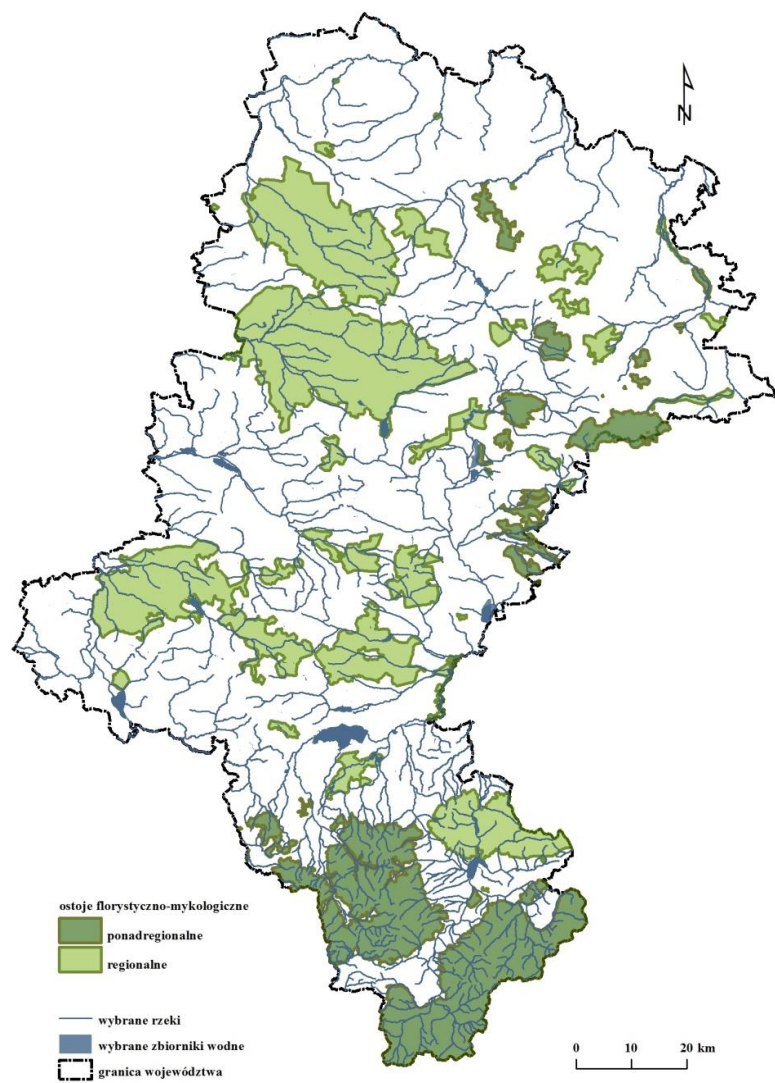 N
ostoje florystyczno-mykologiczne
ponadregionalne
regionalne
wybrane rzeki
wybrane zbiorniki wodne
granica województwa
0 10 20 km